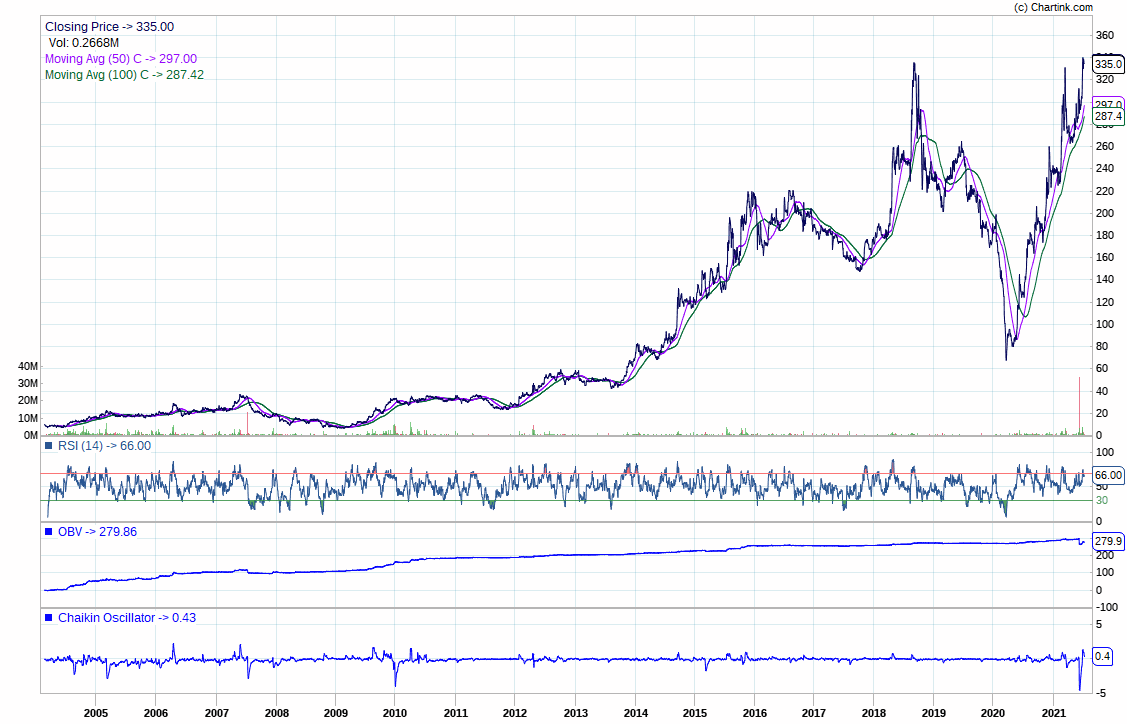 (c) Chartink.com
Closing Price -> 335.00
Vol: 0.2668M
Moving Avg (50) C -> 297.00
Moving Avg (100) C -> 287.42
360
335.0
320
297.0
287.4
260
240
220
200
180
160
140
120
100
80
60
40
20
0
40M
30M
20M
10M
0M
RSI (14) -> 66.00
100
66.00
50
30
0
OBV -> 279.86
279.9
200
100
0
-100
Chaikin Oscillator -> 0.43
5
0.4
-5
2005 2006 2007 2008 2009 2010 2011 2012 2013 2014 2015 2016 2017 2018 2019 2020 2021